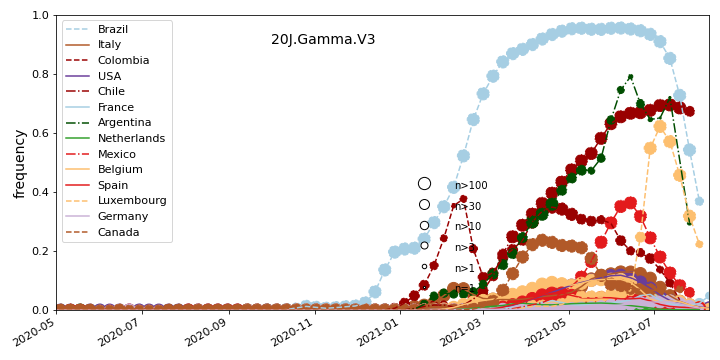 20J.Gamma.V3
frequency
1.0
0.8
0.6
0.4
0.2
0.0
Brazil
Italy
Colombia
USA
Chile
France
Argentina
Netherlands
Mexico
Belgium
Spain
Luxembourg
Germany
Canada
n>100
n>30
n>10
n>1
2020-05
2020-07
2020-09
2020-11
2021-01
2021-03
2021-05
2021-07